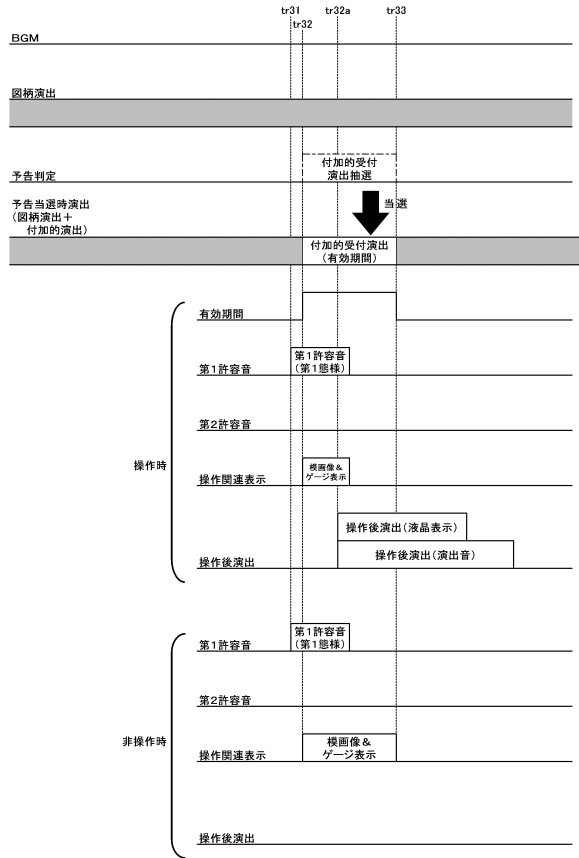 tr31
tr32
tr32a
tr33
BGM
図柄演出
付加的受付
演出抽選
予告判定
当選
予告当選時演出
(図柄演出＋
付加的演出)
付加的受付演出
(有効期間)
操作時
有効期間
第1許容音
(第1態様)
第1許容音
第2許容音
模画像＆
ゲージ表示
操作関連表示
操作後演出(液晶表示)
操作後演出(演出音)
操作後演出
非操作時
第1許容音
(第1態様)
第1許容音
第2許容音
模画像＆
ゲージ表示
操作関連表示
操作後演出